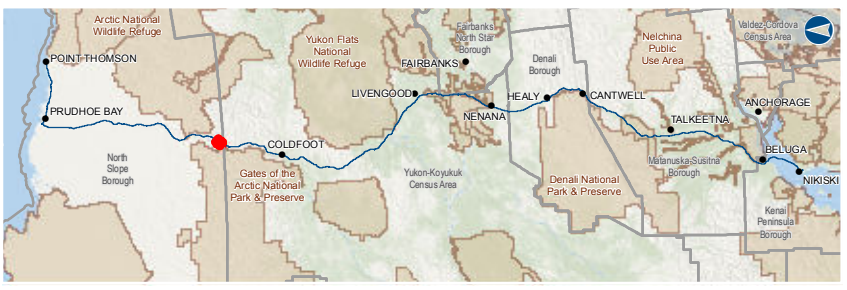 Arctic National
Wildlife Refuge
POINT THOMSON
PRUDHOE BAY
North
Slope
Borough
COLDFOOT
Gates of the
Arctic National
Park & Preserve
Yukon Flats
National
Wildlife Refuge
LIVENGOOD
FAIRBANKS
Fairbanks
North Star
Borough
NENANA
Yukon-Koyukuk
Census Area
Denali
Borough
HEALY
CANTWELL
Denali National
Park & Preserve
Nelchina
Public
Use Area
TALKEETNA
Matanuska-Susitna
Borough
Valdez-Cordova
Census Area
ANCHORAGE
BELUGA
NIKISKI
Kenai
Peninsula
Borough